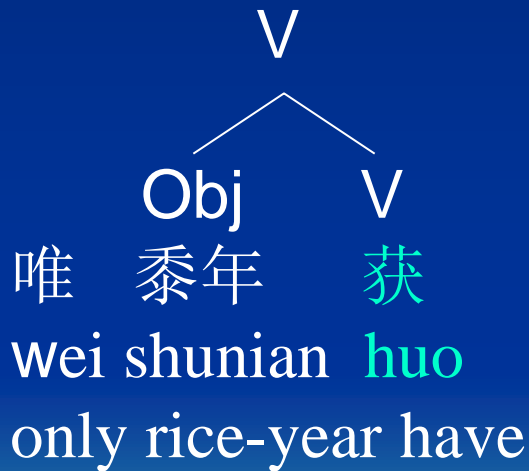 V
Obj V
唯 黍年 获
wei shunian huo
only rice-year have